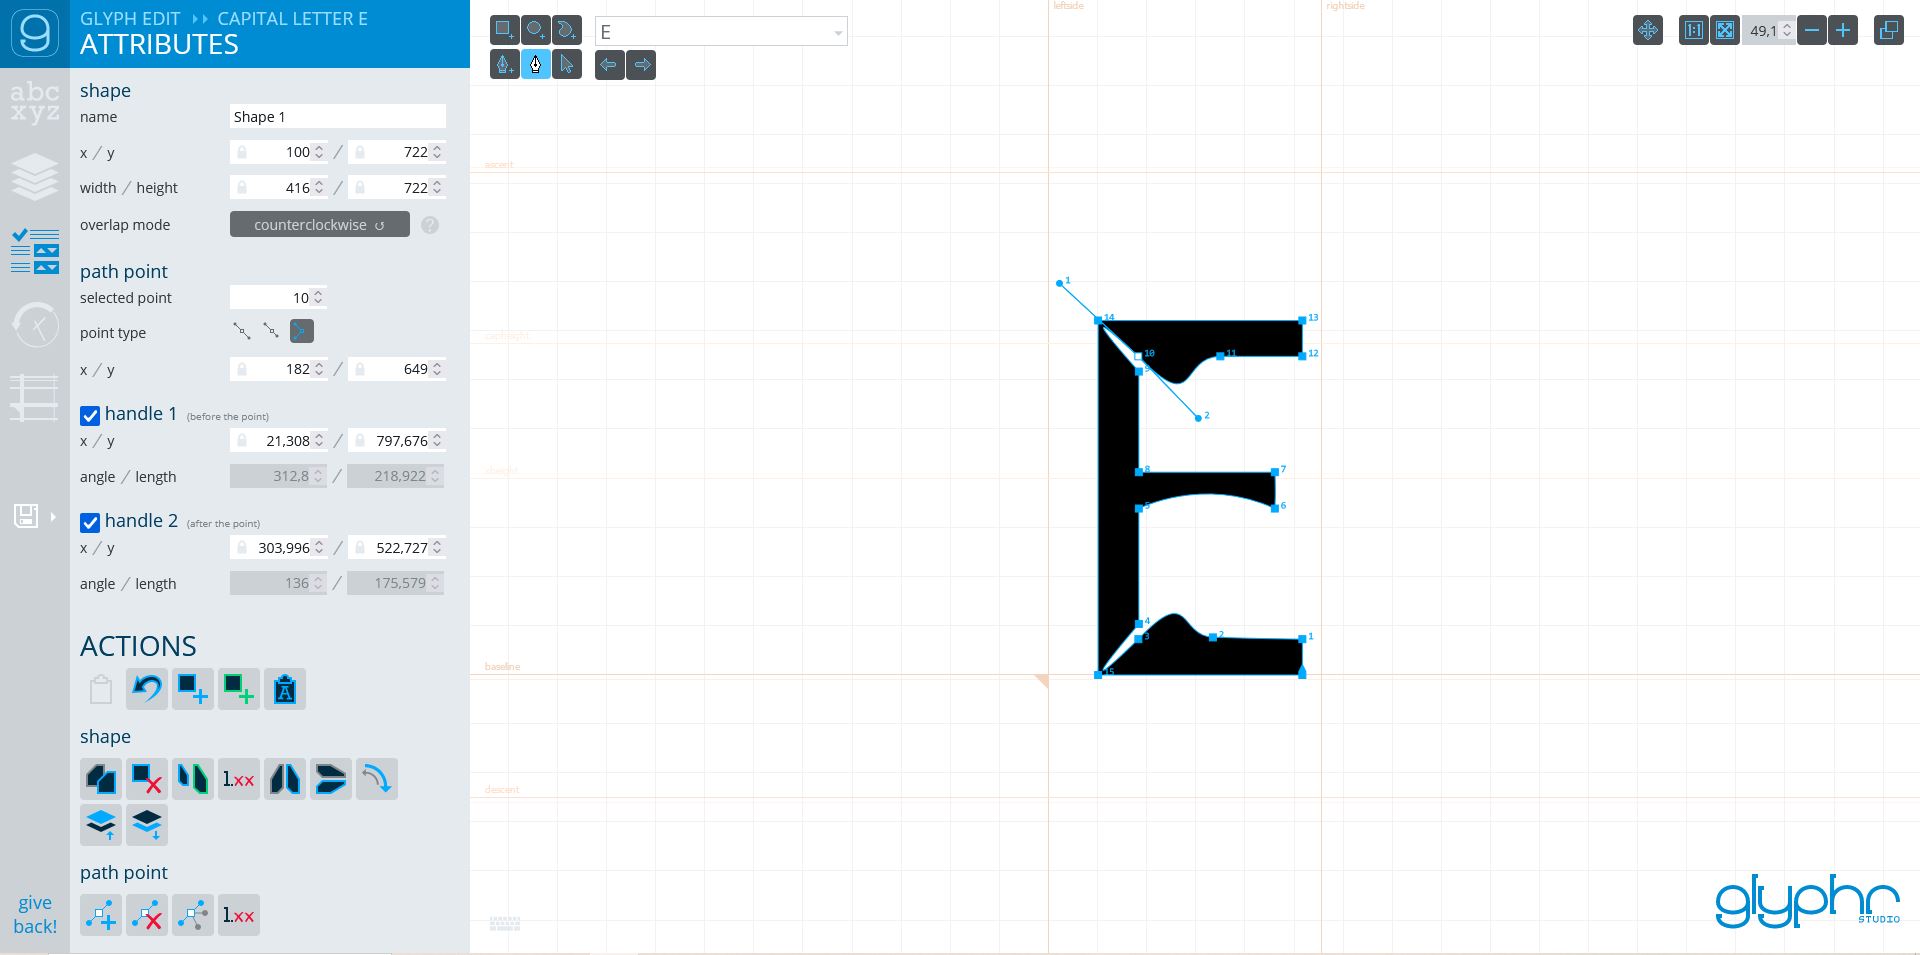 GLYPH EDIT CAPITAL LETTER E
ATTRIBUTES
shape
name Shape 1
x / y 100 / 722
width / height 416 / 722
overlap mode counterclockwise ↺ ?
path point
selected point 10
point type
x / y 182 / 649
handle 1 (before the point)
x / y 21,308 / 797,676
angle / length 312,8 / 218,922
handle 2 (after the point)
x / y 303,996 / 522,727
angle / length 136 / 175,579
ACTIONS
A
shape
1.xx
path point
1.xx
abc
xyz
give
back!
E
1:1
49,1
leftside
rightside
ascent
capheight
xheight
baseline
descent
1
14
13
10
11
12
9
2
8
7
5
6
4
3
2
1
15
glyphr
STUDIO